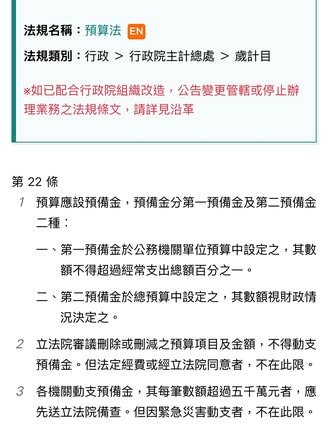 法規名稱：預算法 EN
法規類別：行政 ＞ 行政院主計總處 ＞ 歲計目
※如已配合行政院組織改造，公告變更管轄或停止辦
理業務之法規條文，請詳見沿革
第 22 條
1 預算應設預備金，預備金分第一預備金及第二預備金
二種：
一、第一預備金於公務機關單位預算中設定之，其數
額不得超過經常支出總額百分之一。
二、第二預備金於總預算中設定之，其數額視財政情
況決定之。
2 立法院審議刪除或刪減之預算項目及金額，不得動支
預備金。但法定經費或經立法院同意者，不在此限。
3 各機關動支預備金，其每筆數額超過五千萬元者，應
先送立法院備查。但因緊急災害動支者，不在此限。